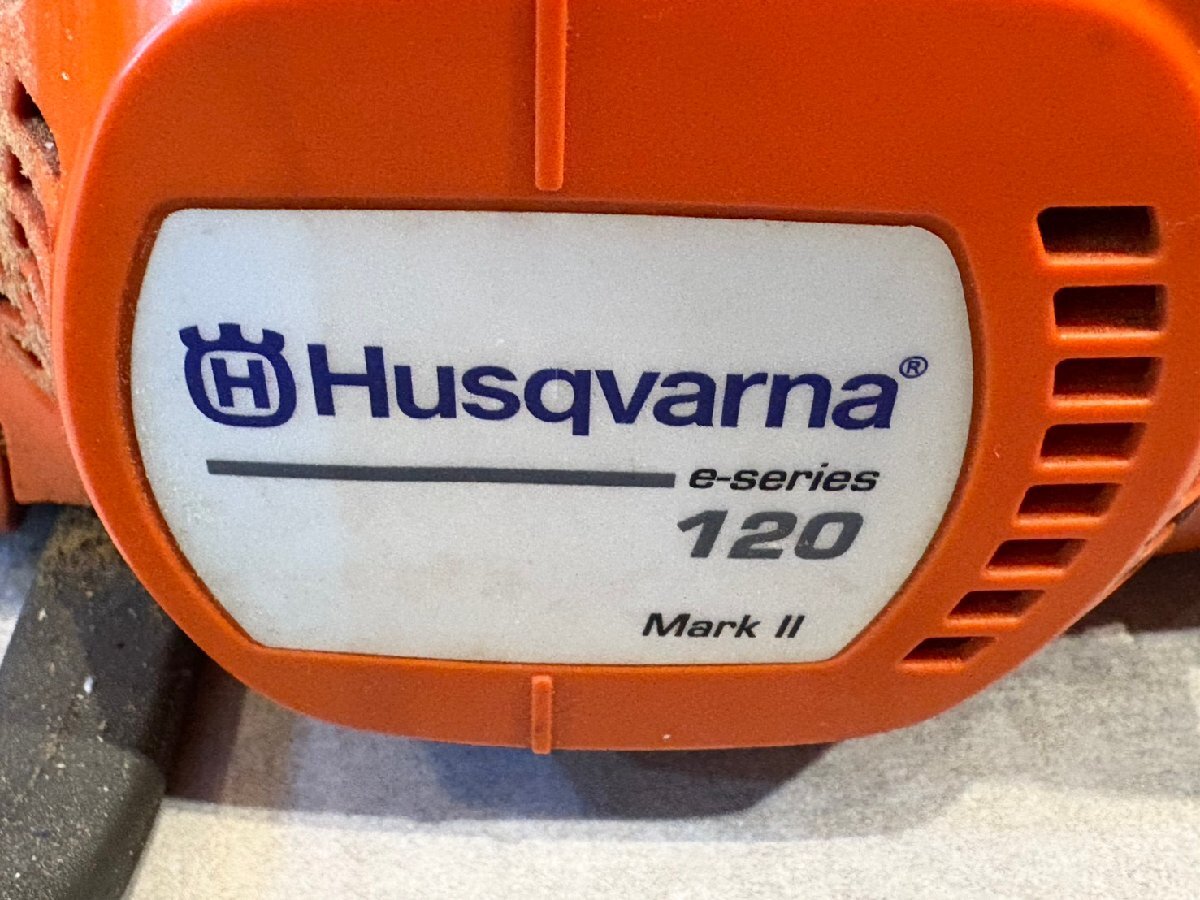 H Husqvarna®
e-series
120
Mark II